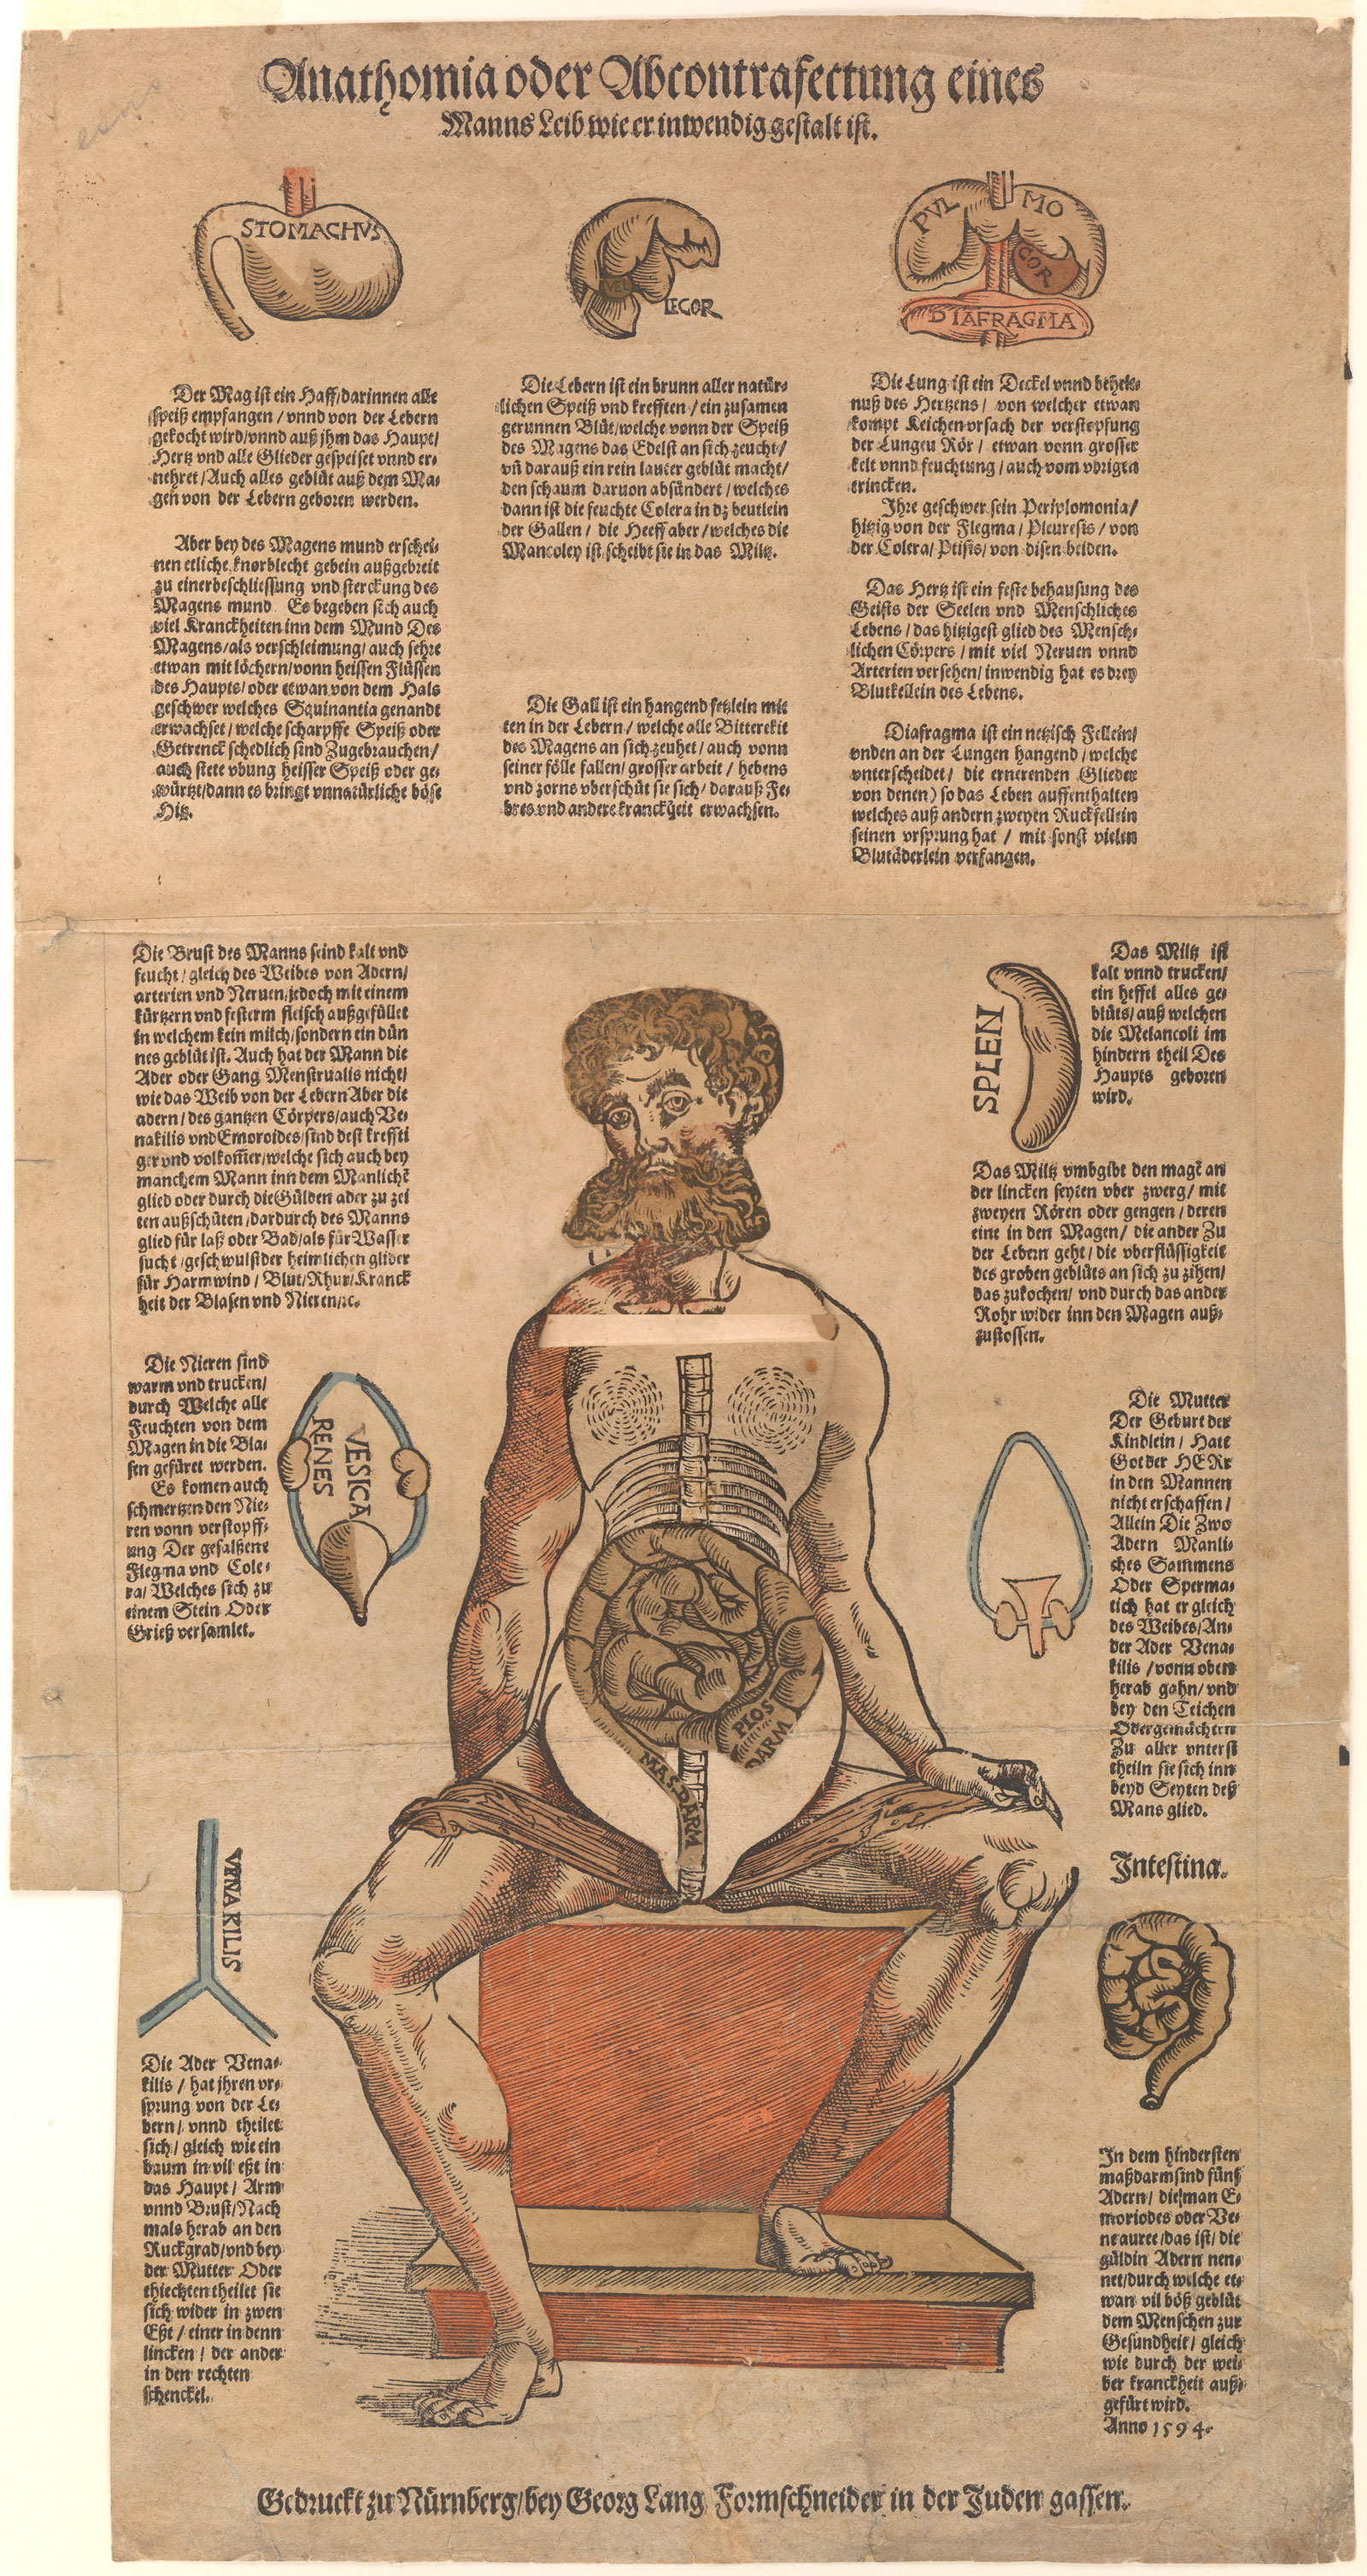 Anathomia oder Abcontrafectung eines
Manns Leib wie er inwendig gestalt ist.
STOMACHVS
VEL
IECOR
PVL MO
COR
DIAFRAGMA
Der Mag ist ein Haff/darinnen alle
speiß empfangen / vnnd von der Lebern
gekocht wird/vnnd auß jhm das Haupt/
Hertz vnd alle Glieder gespeiset vnnd er-
nehret/Auch alles geblüt auß dem Ma-
gen von der Lebern geboren werden.
Aber bey des Magens mund erschei-
nen etliche knorblecht gebein außgebreit
zu einerbeschliessung vnd sterckung des
Magens mund Es begeben sich auch
viel Kranckheiten inn dem Mund Des
Magens/als verschleimung/auch sehre
etwan mit löchern/vonn heissen Flüssen
des Haupts/oder etwan von dem Hals
geschwer welches Squinantia genandt
erwachset/welche scharpffe Speiß oder
Getrenck schedlich sind Zugebrauchen/
auch stete vbung heisser Speiß oder ge-
würtzt/dann es bringt vnnatürliche böse
Hitz.
Die Lebern ist ein brunn aller natür-
lichen Speiß vnd krefften / ein zusamen
gerunnen Blüt/welche vonn der Speiß
des Magens das Edelst an sich zeucht/
vñ darauß ein rein lauter geblüt macht/
den schaum daruon absündert / welches
dann ist die feuchte Colera in dz beutlein
der Gallen / die Heeff aber/welches die
Mancoley ist/scheibt sie in das Miltz.
Die Gall ist ein hangend fetzlein mit
ten in der Lebern / welche alle Bitterekit
des Magens an sich zeuhet/auch vonn
seiner fölle fallen/grosser arbeit / hebens
vnd zorns vberschüt sie sich/darauß Fe-
bres vnd andere kranckheit erwachsen.
Die Lung ist ein Deckel vnnd behelt-
nuß des Hertzens / von welcher etwan
kompt Keichen vrsach der verstopfung
der Lungen Rör / etwan vonn grosser
kelt vnnd feuchtung/auch vom vbrigen
trincken.
Ihre geschwer sein Periplomonia/
hitzig von der Flegma / Pleuresis / von
der Colera/Ptisis/von disen beiden.
Das Hertz ist ein feste behausung des
Geists der Seelen vnd Menschliches
Lebens/das hitzigest glied des Mensch-
lichen Cörpers / mit viel Neruen vnnd
Arterien versehen/inwendig hat es drey
Blutkellein des Lebens.
Diafragma ist ein netzisch Fellein/
vnden an der Lungen hangend/welche
vnterscheidet / die ernerenden Glieder
von denen) so das Leben auffenthalten
welches auß andern zweyen Ruckfellein
seinen vrsprung hat / mit sonst vielen
Blutäderlein verfangen.
Die Brust des Manns seind kalt vnd
feucht / gleich des Weibes von Adern/
arterien vnd Neruen/jedoch mit einem
kürtzern vnd festerm fleisch außgefüllet
in welchem kein milch/sondern ein dün
nes geblüt ist. Auch hat der Mann die
Ader oder Gang Menstrualis nicht/
wie das Weib von der Lebern Aber die
adern / des gantzen Cörpers/auch Ve-
nakilis vnd Emoroides/sind dest kreffti
ger vnd volkom̃er/welche sich auch bey
manchem Mann inn dem Manlichẽ
glied oder durch die Gülden ader zu zei
ten außschüten/dardurch des Manns
glied für laß oder Bad/als für Wasser
sucht /geschwulst der heimlichen glider
für Harmwind / Blut/Rhur/Kranck
heit der Blasen vnd Nieren/ꝛc.
SPLEN
Das Miltz ist
kalt vnnd trucken/
ein heffel alles ge-
blüts/auß welchen
die Melancoli im
hindern theil Des
Haupts geboren
wird.
Das Miltz vmbgibt den magẽ an
der lincken seyten vber zwerg/ mit
zweyen Rören oder gengen / deren
eine in den Magen/ die ander Zu
der Lebern geht/die vberflüssigkeit
des groben geblüts an sich zu zihen/
das zukochen/ vnd durch das ander
Rohr wider inn den Magen auß-
zustossen.
Die Nieren sind
warm vnd trucken/
durch Welche alle
Feuchten von dem
Magen in die Bla-
sen gefüret werden.
Es komen auch
schmertzen den Nie-
ren vonn verstopff-
ung Der gesaltzene
Flegma vnd Cole-
ra/ Welches sich zu
einem Stein Oder
Grieß versamlet.
VESICA
RENES
Die Mutter
Der Geburt der
Kindlein / Hatt
Got der HERr
in den Mannen
nicht erschaffen /
Allein Die Zwo
Adern Manli-
ches Sammens
Oder Sperma-
tich hat er gleich
des Weibes/An-
der Ader Vena-
kilis / vonn oben
herab gahn/vnd
bey den Teichen
Odergemächten
Zu aller vnterst
theiln sie sich inn
beyd Seyten deß
Mans glied.
PLOS
DARM
MASDARM
VENA KILIS
Die Ader Vena-
kilis / hat jhren vr-
sprung von der Le-
bern / vnnd theilet
sich / gleich wie ein
baum in vil eßt in
das Haupt / Arm
vnnd Brust/Nach
mals herab an den
Ruckgrad/vnd bey
der Mutter Oder
thiechten theilet sie
sich wider in zwen
Eßt / einer in denn
lincken / der ander
in den rechten
schenckel.
Intestina.
In dem hindersten
maßdarm sind fünff
Adern / die man E-
moriodes oder Ve-
neauree/das ist/die
güldin Adern nen-
net/durch welche et-
wan vil böß geblüt
dem Menschen zur
Gesundheit / gleich
wie durch der wei-
ber kranckheit auß-
gefürt wird.
Anno 1594.
Gedruckt zu Nürnberg/bey Georg Lang Formschneider in der Juden gassen.